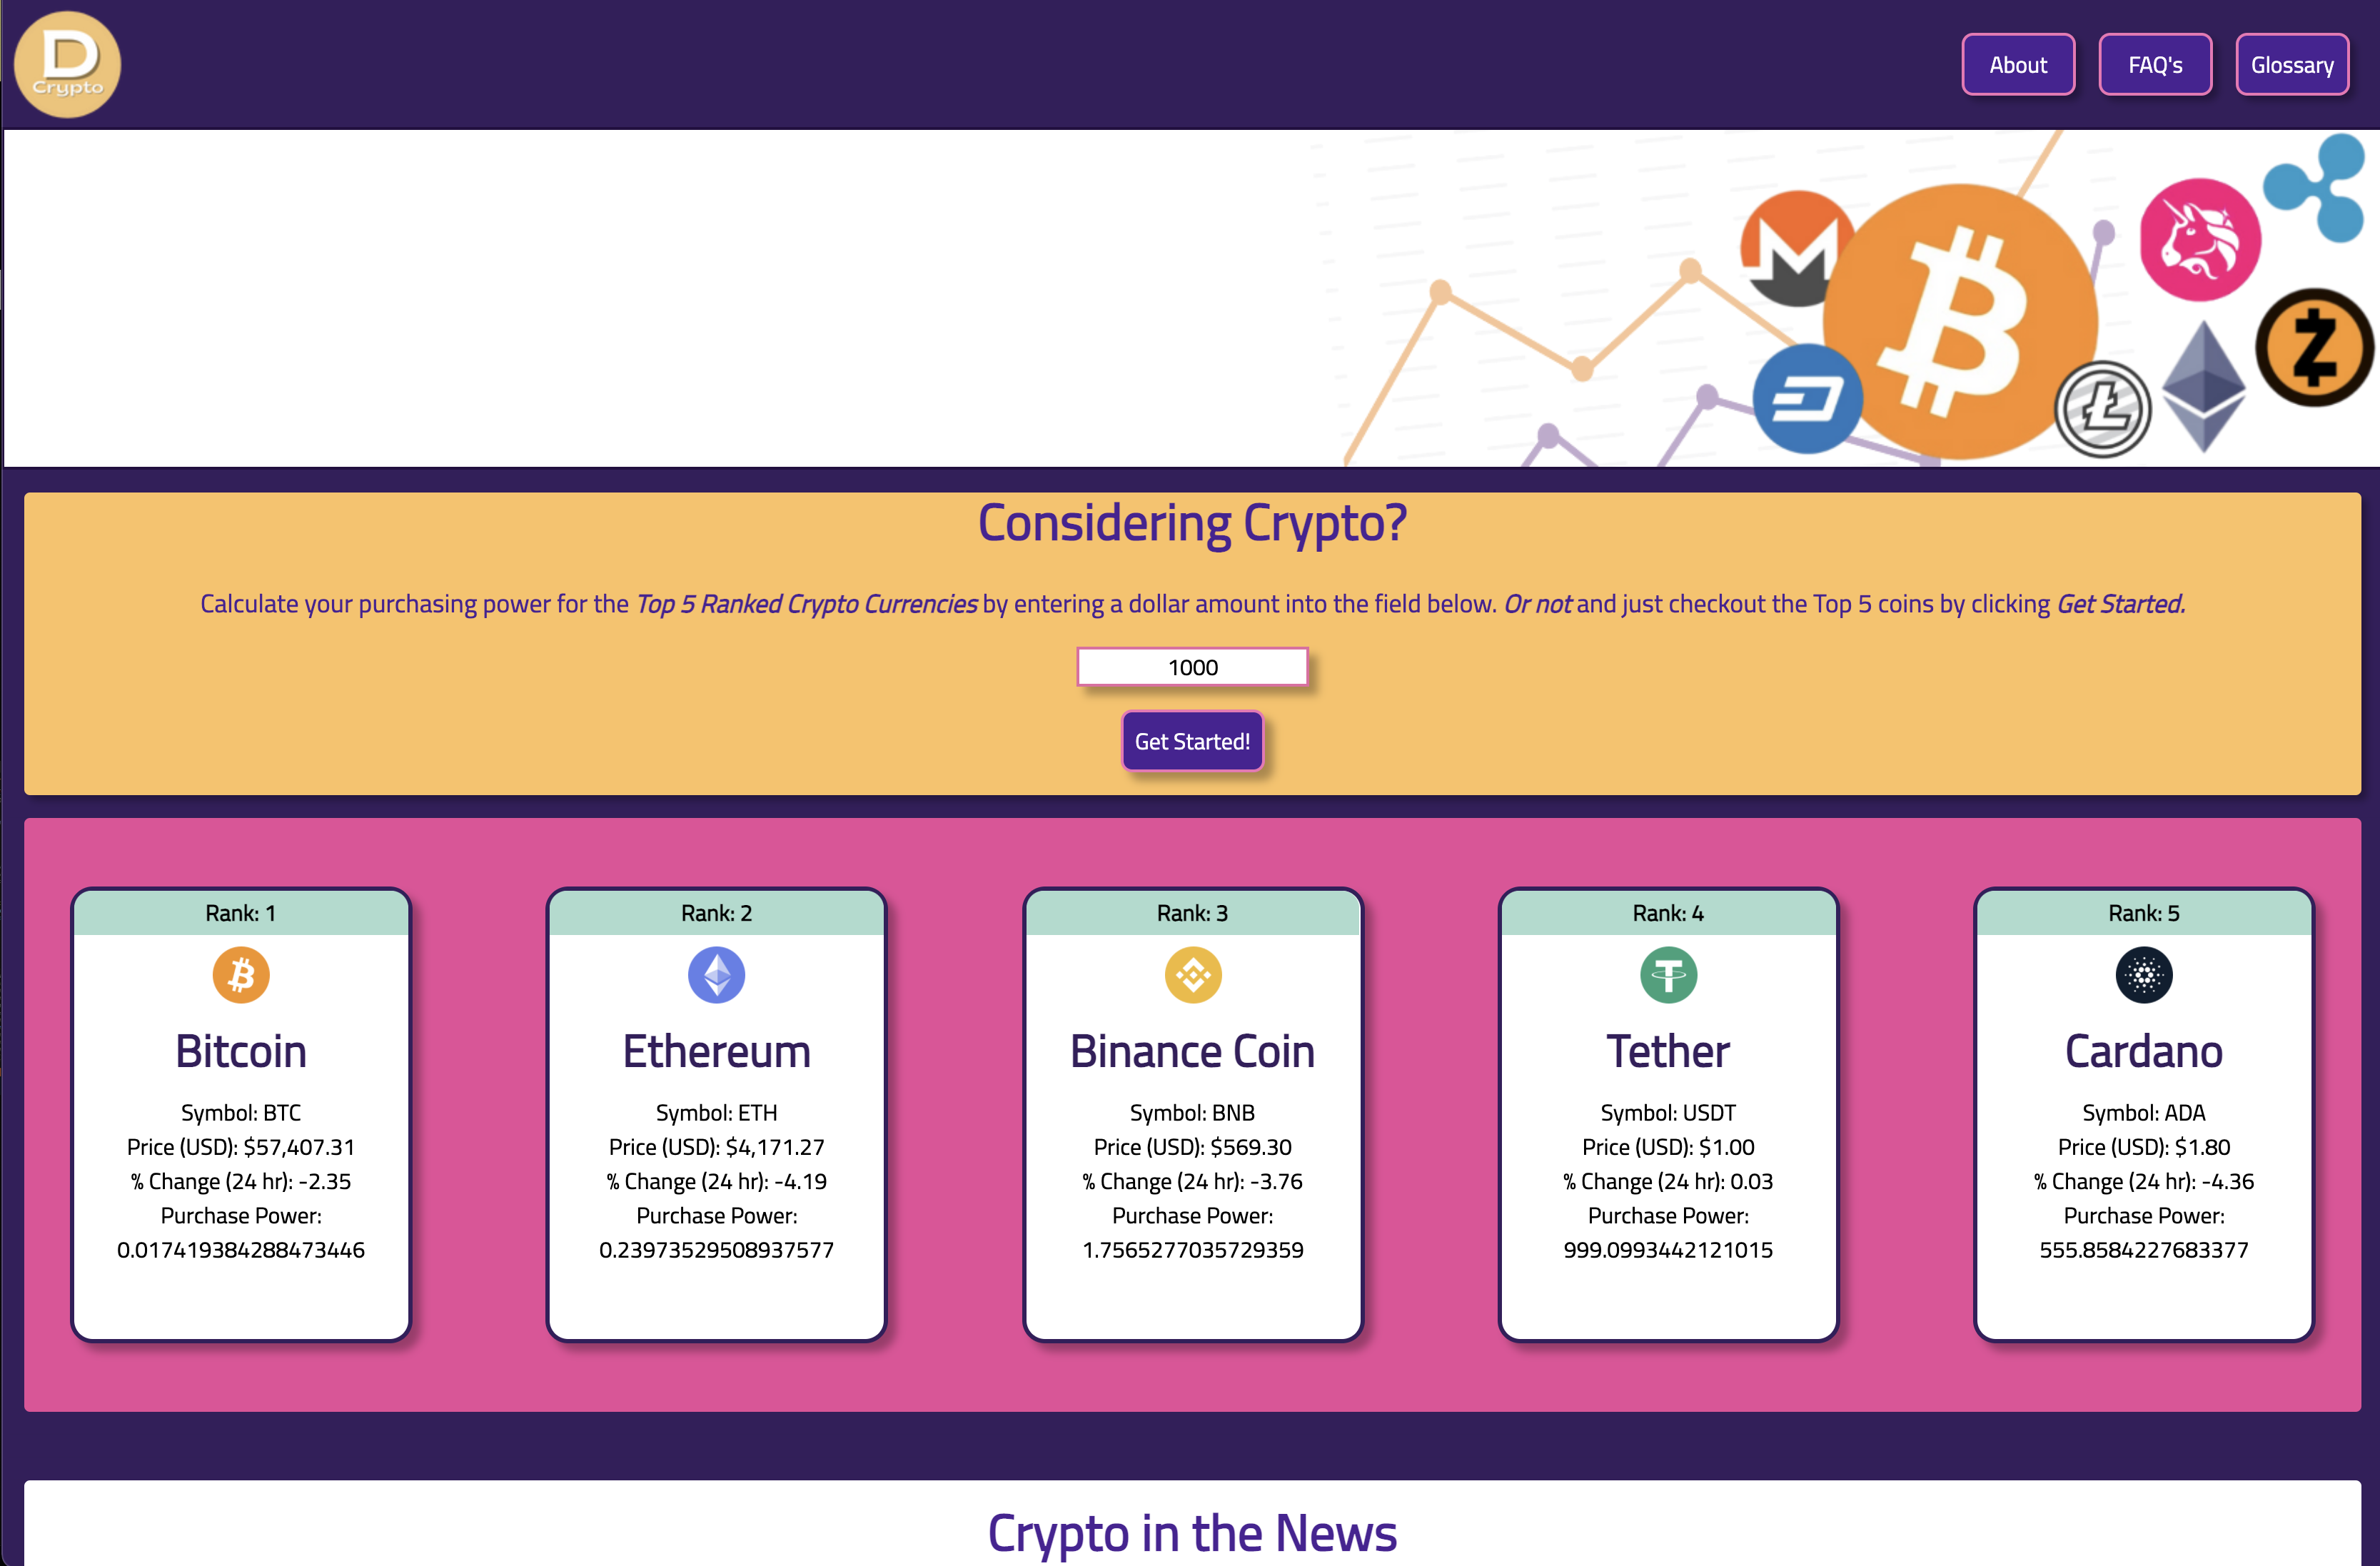 D
Crypto
About
FAQ's
Glossary
Considering Crypto?
Calculate your purchasing power for the Top 5 Ranked Crypto Currencies by entering a dollar amount into the field below. Or not and just checkout the Top 5 coins by clicking Get Started.
1000
Get Started!
Rank: 1
Bitcoin
Symbol: BTC
Price (USD): $57,407.31
% Change (24 hr): -2.35
Purchase Power:
0.017419384288473446
Rank: 2
Ethereum
Symbol: ETH
Price (USD): $4,171.27
% Change (24 hr): -4.19
Purchase Power:
0.23973529508937577
Rank: 3
Binance Coin
Symbol: BNB
Price (USD): $569.30
% Change (24 hr): -3.76
Purchase Power:
1.7565277035729359
Rank: 4
Tether
Symbol: USDT
Price (USD): $1.00
% Change (24 hr): 0.03
Purchase Power:
999.0993442121015
Rank: 5
Cardano
Symbol: ADA
Price (USD): $1.80
% Change (24 hr): -4.36
Purchase Power:
555.8584227683377
Crypto in the News